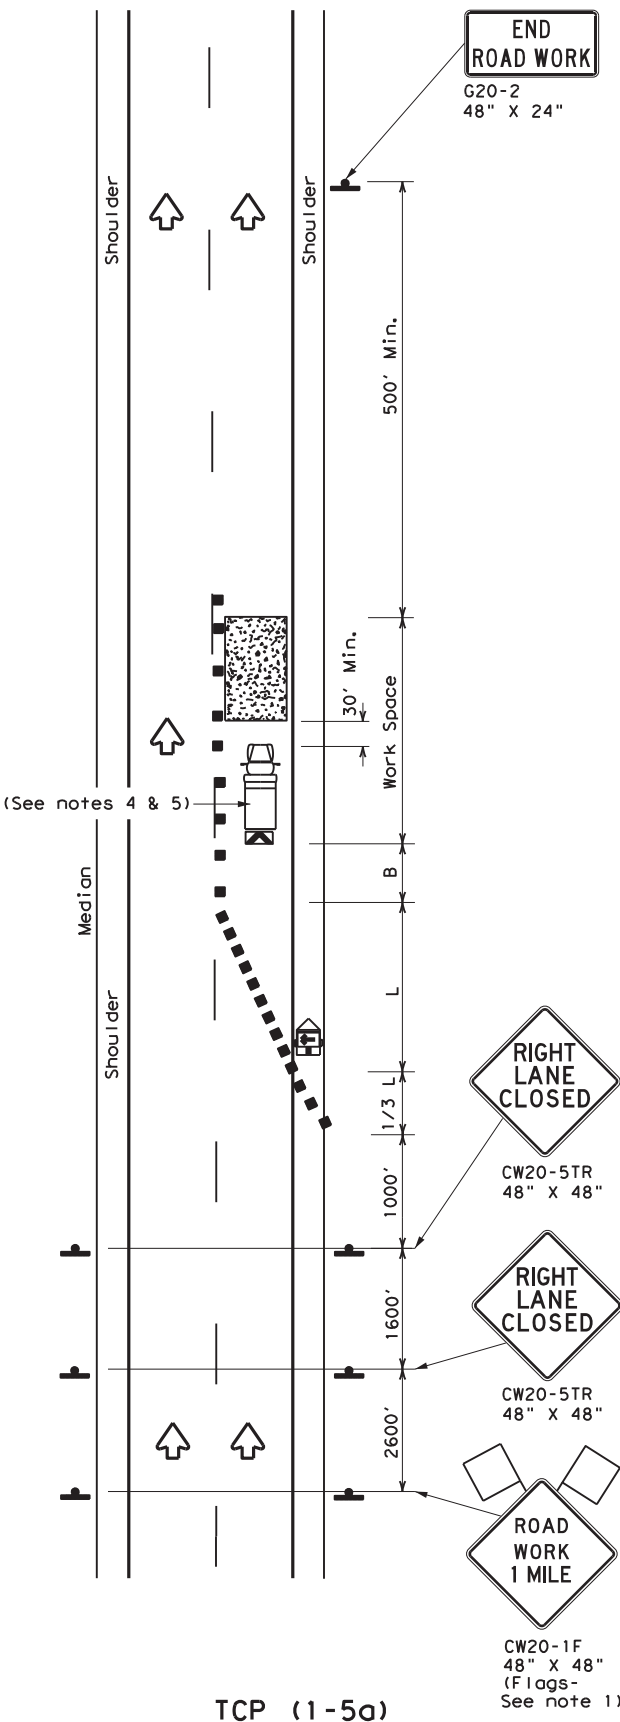 END
ROAD WORK
G20-2
48" X 24"
Shoulder
Shoulder
500' Min.
30' Min.
Work Space
(See notes 4 & 5)
B
Median
L
Shoulder
RIGHT
LANE
CLOSED
1/3 L
CW20-5TR
48" X 48"
1000'
RIGHT
LANE
CLOSED
1600'
CW20-5TR
48" X 48"
2600'
ROAD
WORK
1 MILE
CW20-1F
48" X 48"
(Flags-
See note 1)
TCP (1-5a)